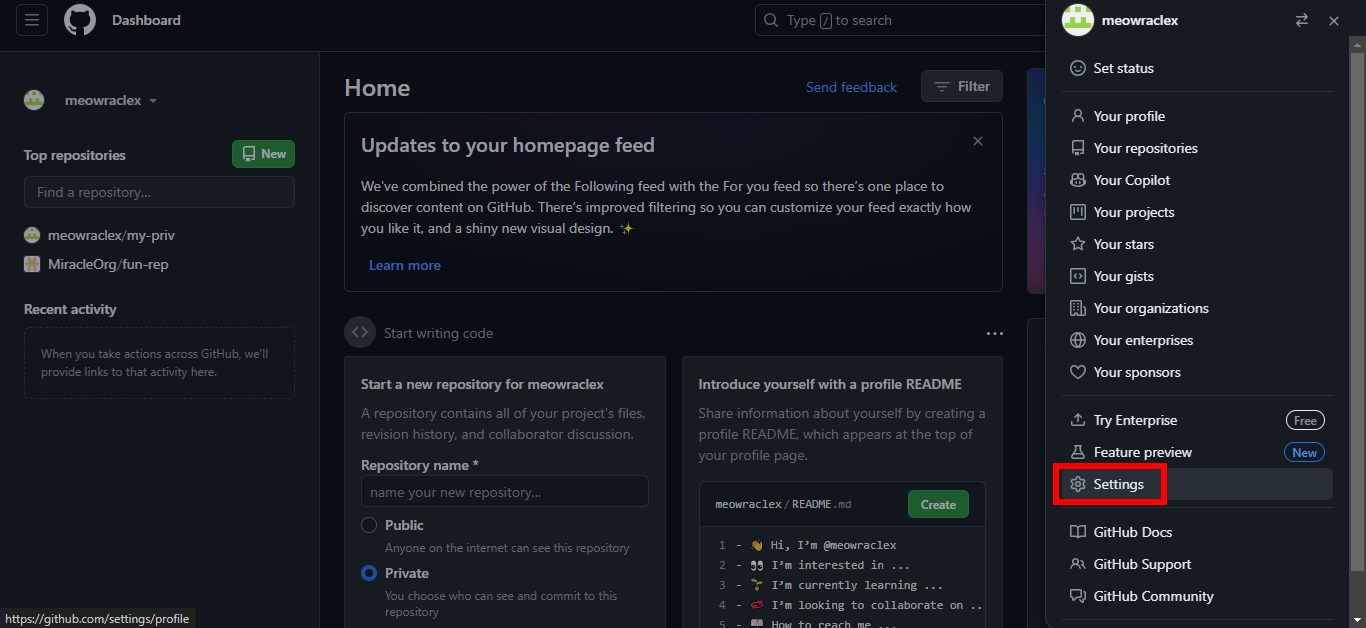 Dashboard
Type / to search
meowraclex
Top repositories
New
Find a repository...
meowraclex/my-priv
MiracleOrg/fun-rep
Recent activity
When you take actions across GitHub, we'll
provide links to that activity here.
Home
Send feedback
Filter
Updates to your homepage feed
We've combined the power of the Following feed with the For you feed so there's one place to
discover content on GitHub. There's improved filtering so you can customize your feed exactly how
you like it, and a shiny new visual design. ✨
Learn more
Start writing code
Start a new repository for meowraclex
A repository contains all of your project's files,
revision history, and collaborator discussion.
Repository name *
name your new repository...
Public
Anyone on the internet can see this repository
Private
You choose who can see and commit to this
repository
Introduce yourself with a profile README
Share information about yourself by creating a
profile README, which appears at the top of
your profile page.
meowraclex/README.md
Create
1 - 👋 Hi, I'm @meowraclex
2 - 👀 I'm interested in ...
3 - 🌱 I'm currently learning ...
4 - 💞️ I'm looking to collaborate on ..
5 - 📫 How to reach me ...
meowraclex
Set status
Your profile
Your repositories
Your Copilot
Your projects
Your stars
Your gists
Your organizations
Your enterprises
Your sponsors
Try Enterprise
Free
Feature preview
New
Settings
GitHub Docs
GitHub Support
GitHub Community
https://github.com/settings/profile